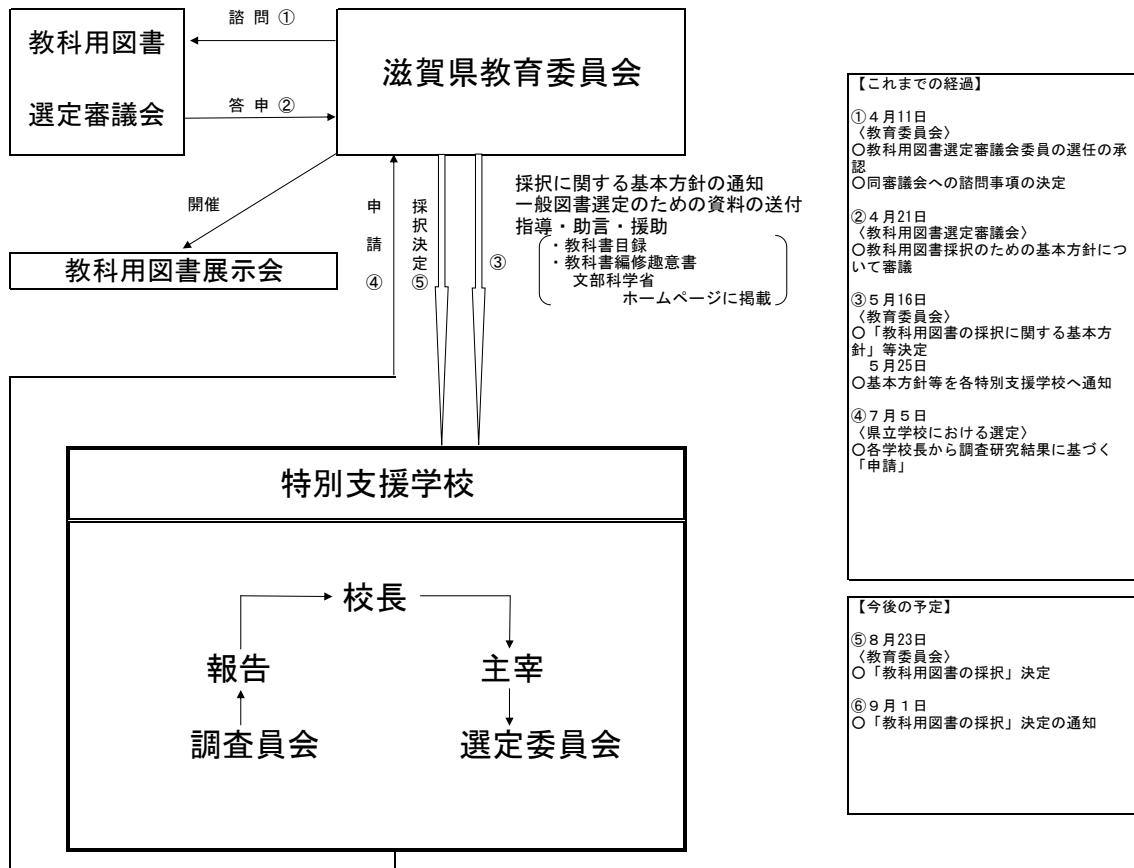 諮 問 ①
教科用図書
選定審議会
答 申 ②
滋賀県教育委員会
開催
教科用図書展示会
申請 ④
採択決定 ⑤
③
採択に関する基本方針の通知
一般図書選定のための資料の送付
指導・助言・援助
・教科書目録
・教科書編修趣意書
文部科学省
ホームページに掲載
特別支援学校
校長
報告
主宰
調査員会
選定委員会
【これまでの経過】
①４月11日
〈教育委員会〉
〇教科用図書選定審議会委員の選任の承
認
〇同審議会への諮問事項の決定
②４月21日
〈教科用図書選定審議会〉
〇教科用図書採択のための基本方針につ
いて審議
③５月16日
〈教育委員会〉
〇「教科用図書の採択に関する基本方
針」等決定
５月25日
〇基本方針等を各特別支援学校へ通知
④７月５日
〈県立学校における選定〉
〇各学校長から調査研究結果に基づく
「申請」
【今後の予定】
⑤８月23日
〈教育委員会〉
〇「教科用図書の採択」決定
⑥９月１日
〇「教科用図書の採択」決定の通知